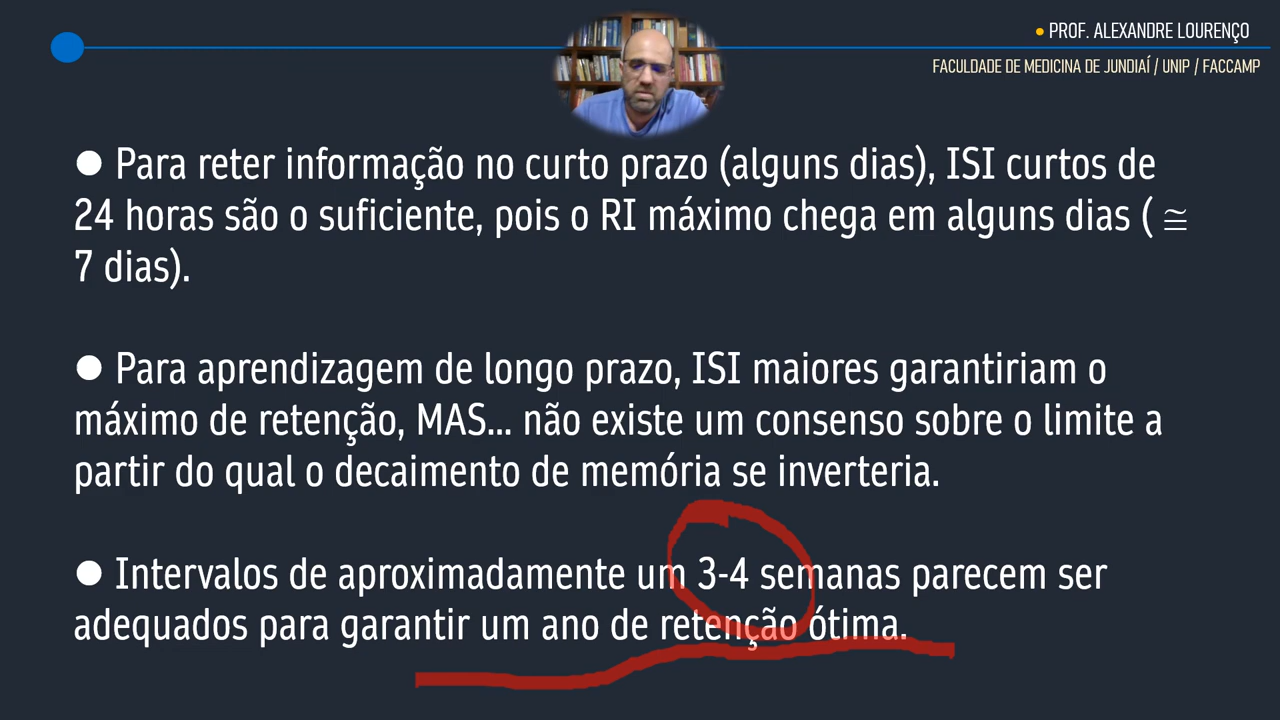 ● PROF. ALEXANDRE LOURENÇO
FACULDADE DE MEDICINA DE JUNDIAÍ / UNIP / FACCAMP
● Para reter informação no curto prazo (alguns dias), ISI curtos de
24 horas são o suficiente, pois o RI máximo chega em alguns dias ( ≅
7 dias).
● Para aprendizagem de longo prazo, ISI maiores garantiriam o
máximo de retenção, MAS... não existe um consenso sobre o limite a
partir do qual o decaimento de memória se inverteria.
● Intervalos de aproximadamente um 3-4 semanas parecem ser
adequados para garantir um ano de retenção ótima.